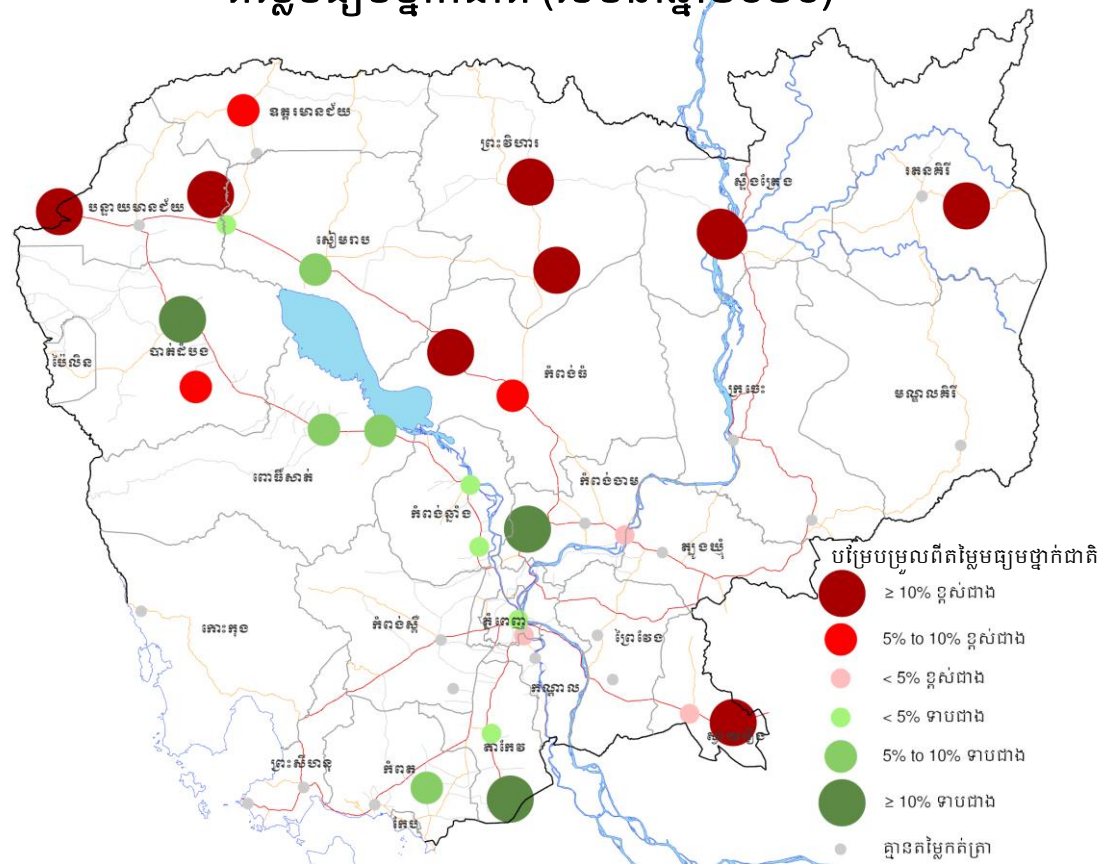 ឧត្តរមានជ័យ
ព្រះវិហារ
ស្ទឹងត្រែង
រតនគិរី
បន្ទាយមានជ័យ
សៀមរាប
បាត់ដំបង
ប៉ៃលិន
កំពង់ធំ
ក្រចេះ
មណ្ឌលគិរី
ពោធិ៍សាត់
កំពង់ចាម
កំពង់ឆ្នាំង
ត្បូងឃ្មុំ
កោះកុង
កំពង់ស្ពឺ
ភ្នំពេញ
ព្រៃវែង
កណ្តាល
តាកែវ
ព្រះសីហនុ
កំពត
កែប
បម្រែបម្រួលពីតម្លៃមធ្យមថ្នាក់ជាតិ
≥ 10% ខ្ពស់ជាង
5% to 10% ខ្ពស់ជាង
< 5% ខ្ពស់ជាង
< 5% ទាបជាង
5% to 10% ទាបជាង
≥ 10% ទាបជាង
គ្មានតម្លៃកត់ត្រា